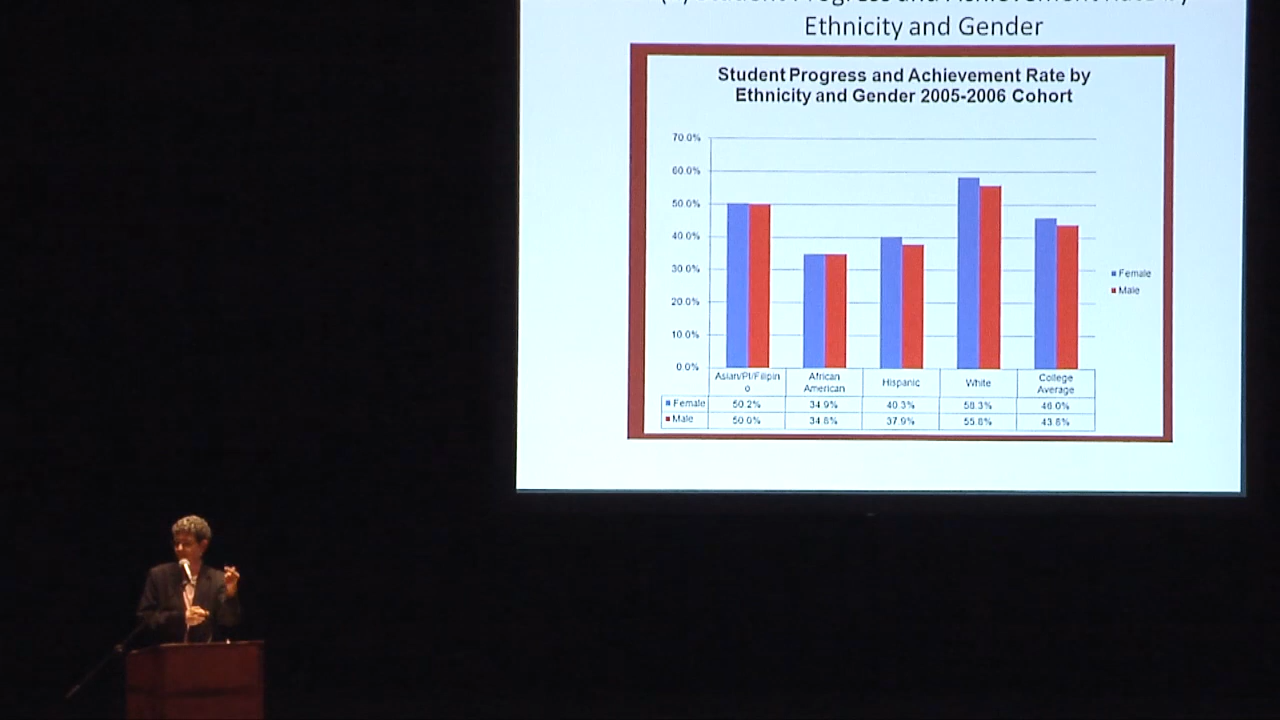 Ethnicity and Gender
Student Progress and Achievement Rate by
Ethnicity and Gender 2005-2006 Cohort
70.0%
60.0%
50.0%
40.0%
30.0%
20.0%
10.0%
0.0%
Female
Male
Asian/PI/Filipin
o
African
American
Hispanic
White
College
Average
Female 50.2% 34.9% 40.3% 58.3% 46.0%
Male 50.0% 34.8% 37.9% 55.8% 43.8%